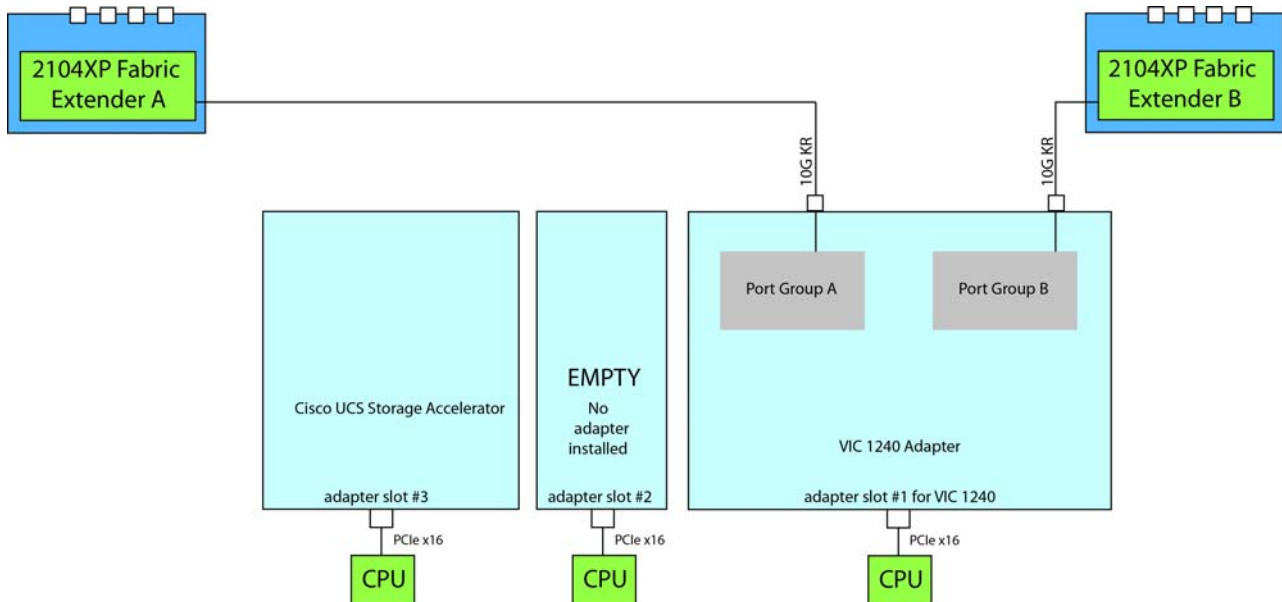 2104XP Fabric
Extender A
2104XP Fabric
Extender B
10G KR
10G KR
Port Group A
Port Group B
EMPTY
No
adapter
installed
Cisco UCS Storage Accelerator
VIC 1240 Adapter
adapter slot #3
adapter slot #2
adapter slot #1 for VIC 1240
PCIe x16
PCIe x16
PCIe x16
CPU
CPU
CPU